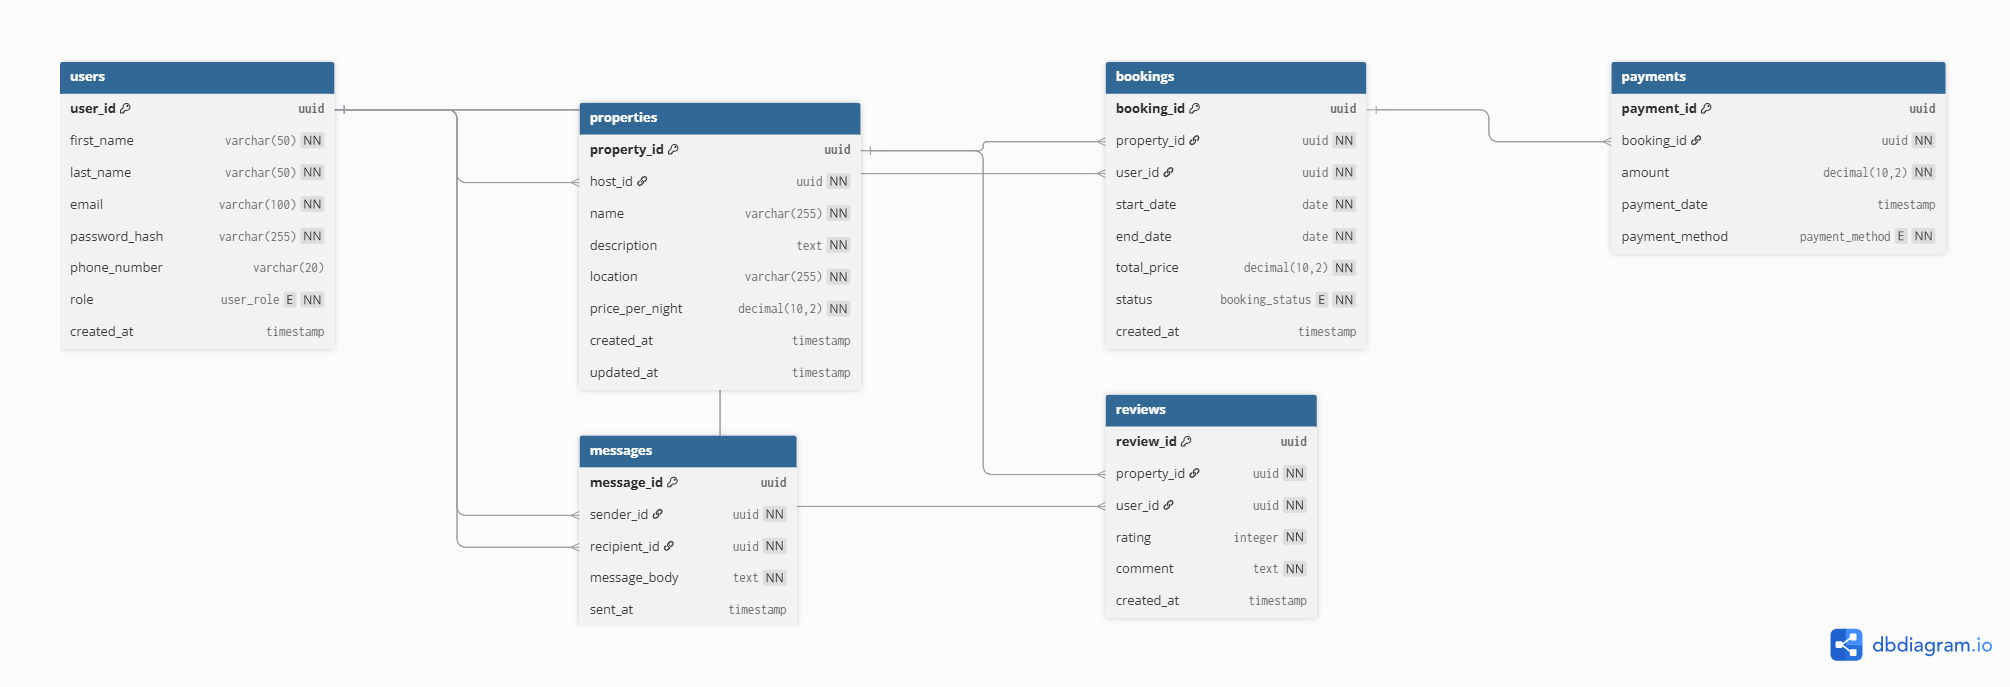 users
user_id uuid
first_name varchar(50) NN
last_name varchar(50) NN
email varchar(100) NN
password_hash varchar(255) NN
phone_number varchar(20)
role user_role E NN
created_at timestamp
properties
property_id uuid
host_id uuid NN
name varchar(255) NN
description text NN
location varchar(255) NN
price_per_night decimal(10,2) NN
created_at timestamp
updated_at timestamp
messages
message_id uuid
sender_id uuid NN
recipient_id uuid NN
message_body text NN
sent_at timestamp
bookings
booking_id uuid
property_id uuid NN
user_id uuid NN
start_date date NN
end_date date NN
total_price decimal(10,2) NN
status booking_status E NN
created_at timestamp
reviews
review_id uuid
property_id uuid NN
user_id uuid NN
rating integer NN
comment text NN
created_at timestamp
payments
payment_id uuid
booking_id uuid NN
amount decimal(10,2) NN
payment_date timestamp
payment_method payment_method E NN
dbdiagram.io